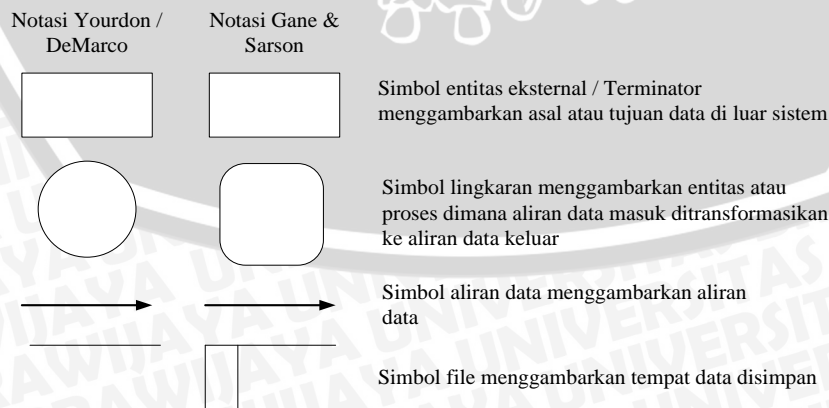 Notasi Yourdon /
DeMarco
Notasi Gane &
Sarson
Simbol entitas eksternal / Terminator
menggambarkan asal atau tujuan data di luar sistem
Simbol lingkaran menggambarkan entitas atau
proses dimana aliran data masuk ditransformasikan
ke aliran data keluar
Simbol aliran data menggambarkan aliran
data
Simbol file menggambarkan tempat data disimpan